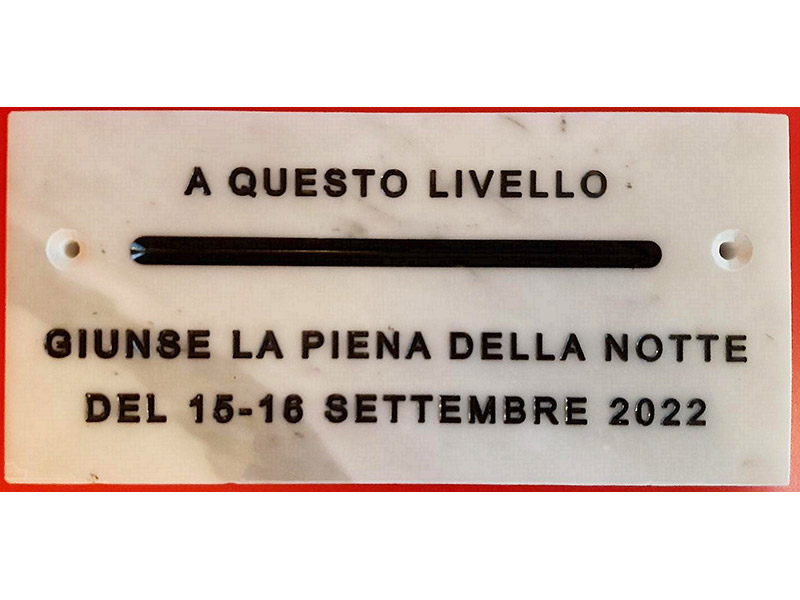 A QUESTO LIVELLO
GIUNSE LA PIENA DELLA NOTTE
DEL 15-16 SETTEMBRE 2022